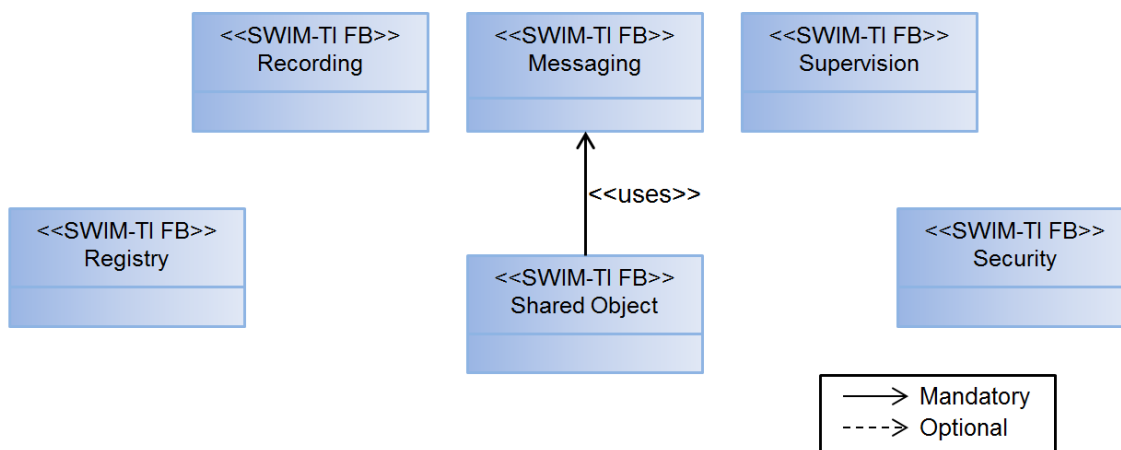 <<SWIM-TI FB>>
Recording
<<SWIM-TI FB>>
Messaging
<<SWIM-TI FB>>
Supervision
<<uses>>
<<SWIM-TI FB>>
Registry
<<SWIM-TI FB>>
Shared Object
<<SWIM-TI FB>>
Security
Mandatory
Optional